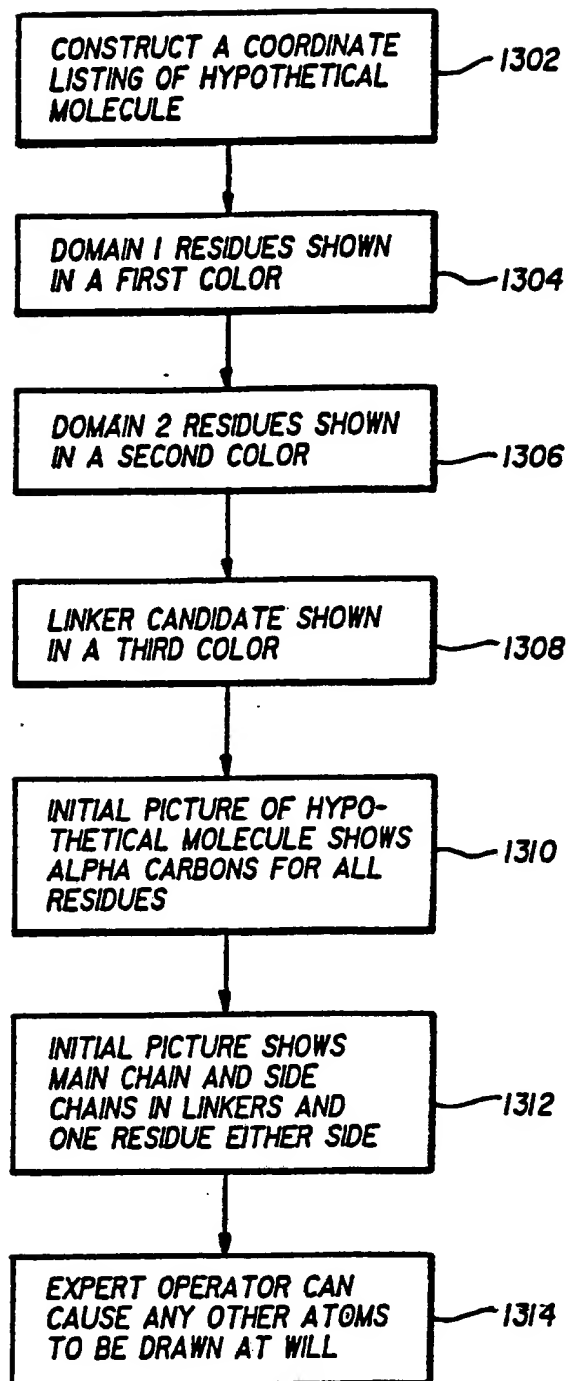 CONSTRUCT A COORDINATE
LISTING OF HYPOTHETICAL
MOLECULE
1302
DOMAIN 1 RESIDUES SHOWN
IN A FIRST COLOR
1304
DOMAIN 2 RESIDUES SHOWN
IN A SECOND COLOR
1306
LINKER CANDIDATE SHOWN
IN A THIRD COLOR
1308
INITIAL PICTURE OF HYPO-
THETICAL MOLECULE SHOWS
ALPHA CARBONS FOR ALL
RESIDUES
1310
INITIAL PICTURE SHOWS
MAIN CHAIN AND SIDE
CHAINS IN LINKERS AND
ONE RESIDUE EITHER SIDE
1312
EXPERT OPERATOR CAN
CAUSE ANY OTHER ATOMS
TO BE DRAWN AT WILL
1314